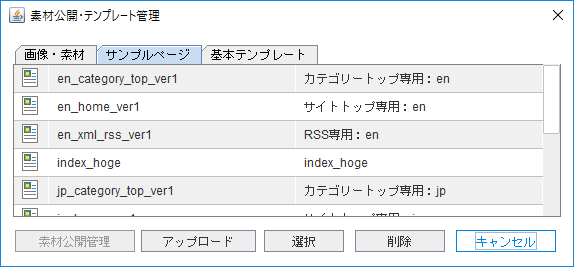 素材公開・テンプレート管理
画像・素材 サンプルページ 基本テンプレート
en_category_top_ver1 カテゴリートップ専用：en
en_home_ver1 サイトトップ専用：en
en_xml_rss_ver1 RSS専用：en
index_hoge index_hoge
jp_category_top_ver1 カテゴリートップ専用：jp
素材公開管理 アップロード 選択 削除 キャンセル